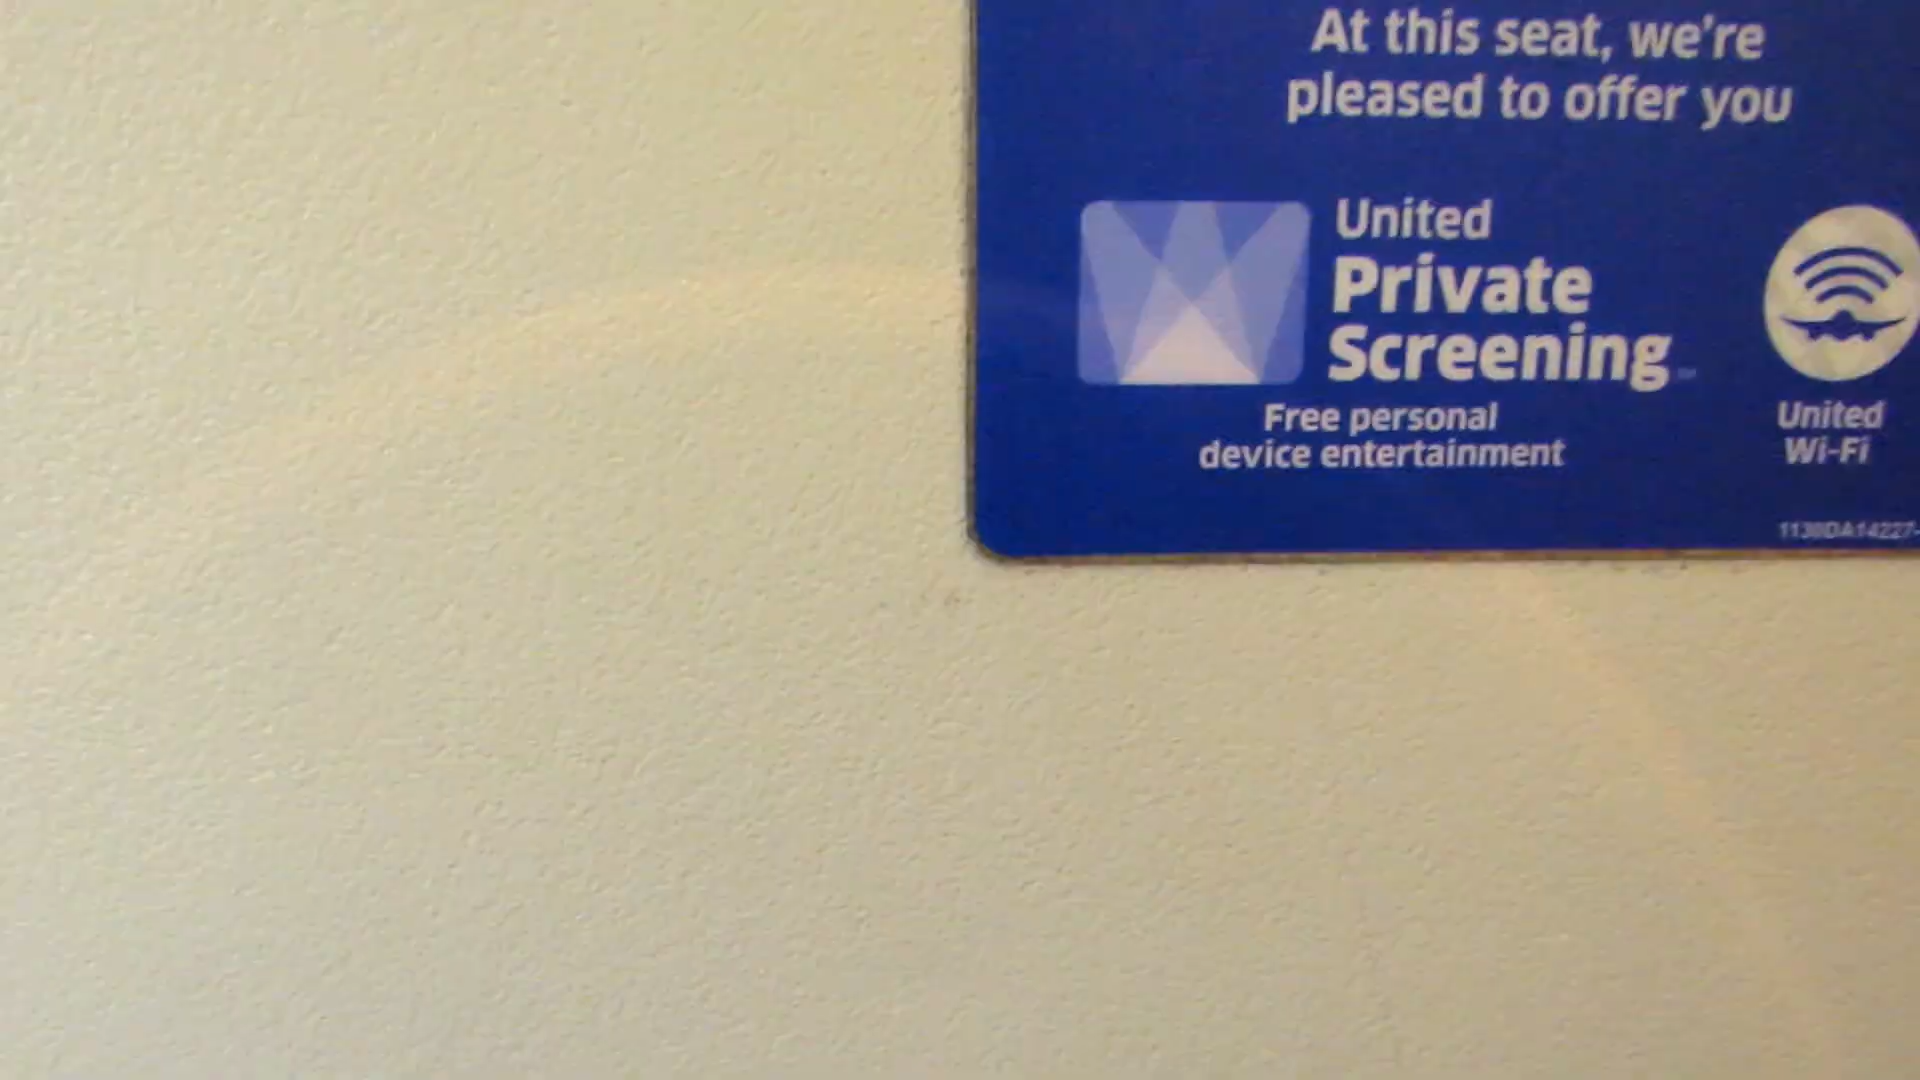 At this seat, we're
pleased to offer you
United
Private
Screening
Free personal
device entertainment
United
Wi-Fi
1130DA14227-